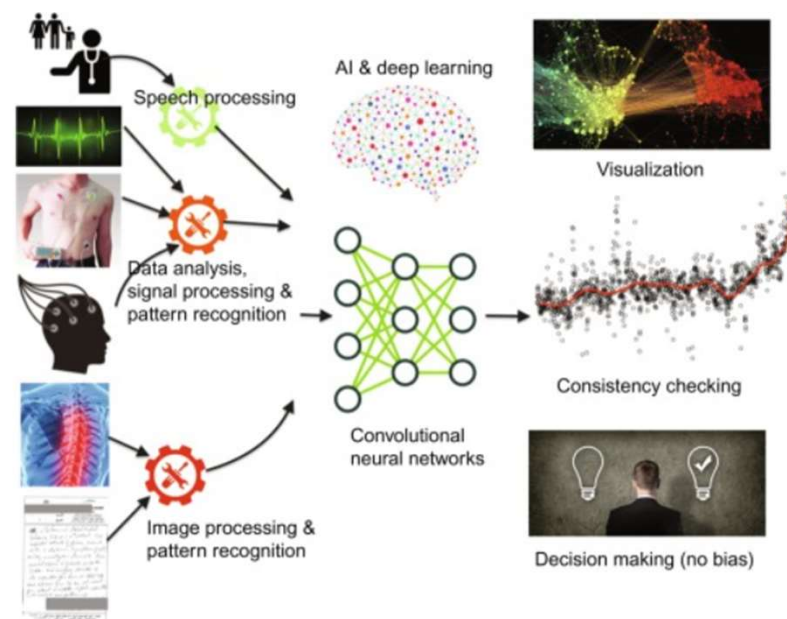 Speech processing
Data analysis,
signal processing &
pattern recognition
Image processing &
pattern recognition
AI & deep learning
Convolutional
neural networks
Visualization
Consistency checking
Decision making (no bias)